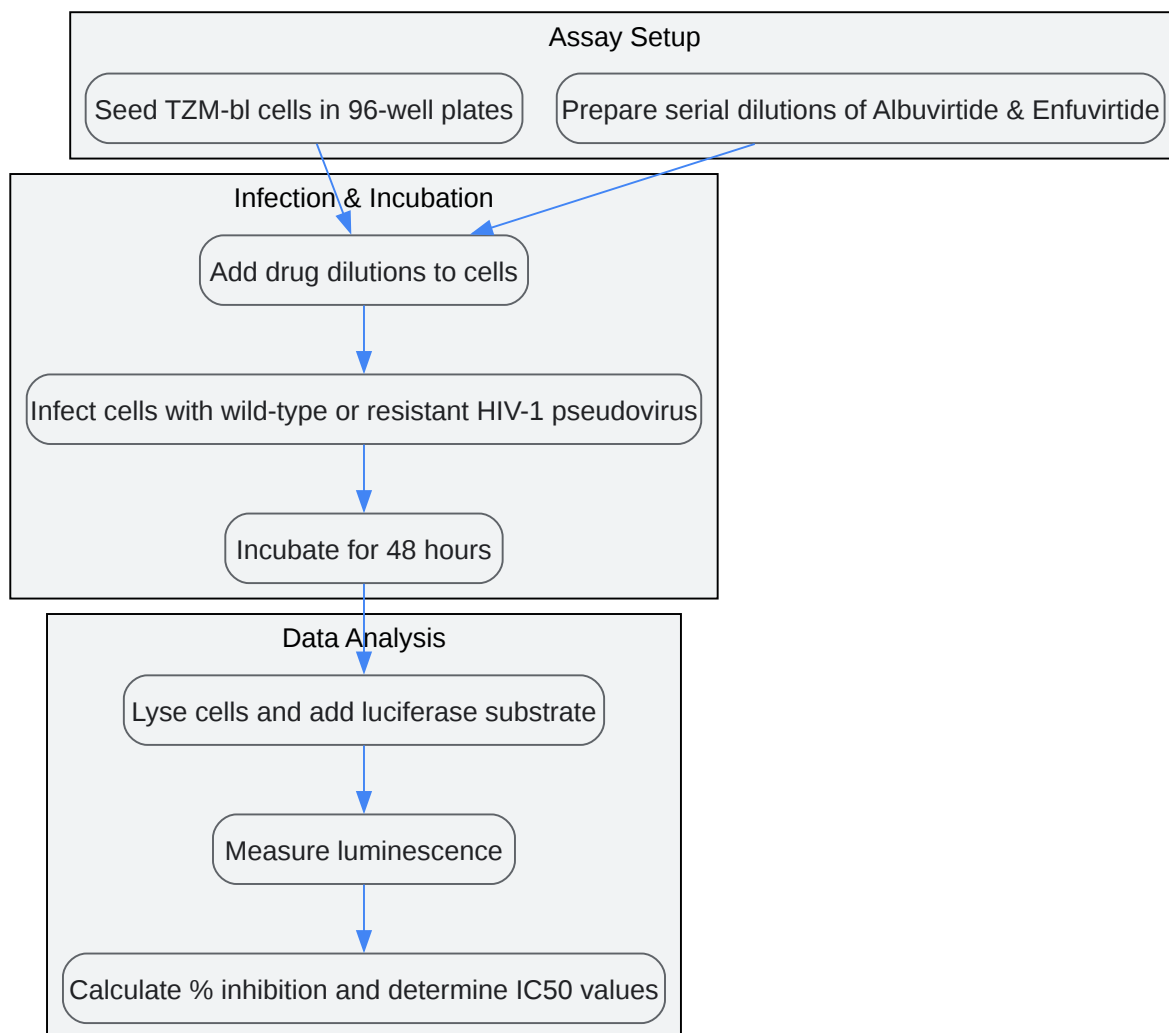 Assay Setup
Seed TZM-bl cells in 96-well plates
Prepare serial dilutions of Albuvirtide & Enfuvirtide
Infection & Incubation
Add drug dilutions to cells
Infect cells with wild-type or resistant HIV-1 pseudovirus
Incubate for 48 hours
Data Analysis
Lyse cells and add luciferase substrate
Measure luminescence
Calculate % inhibition and determine IC50 values